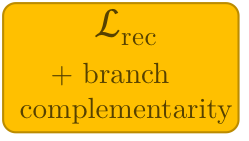 ℒ_rec
+ branch
complementarity